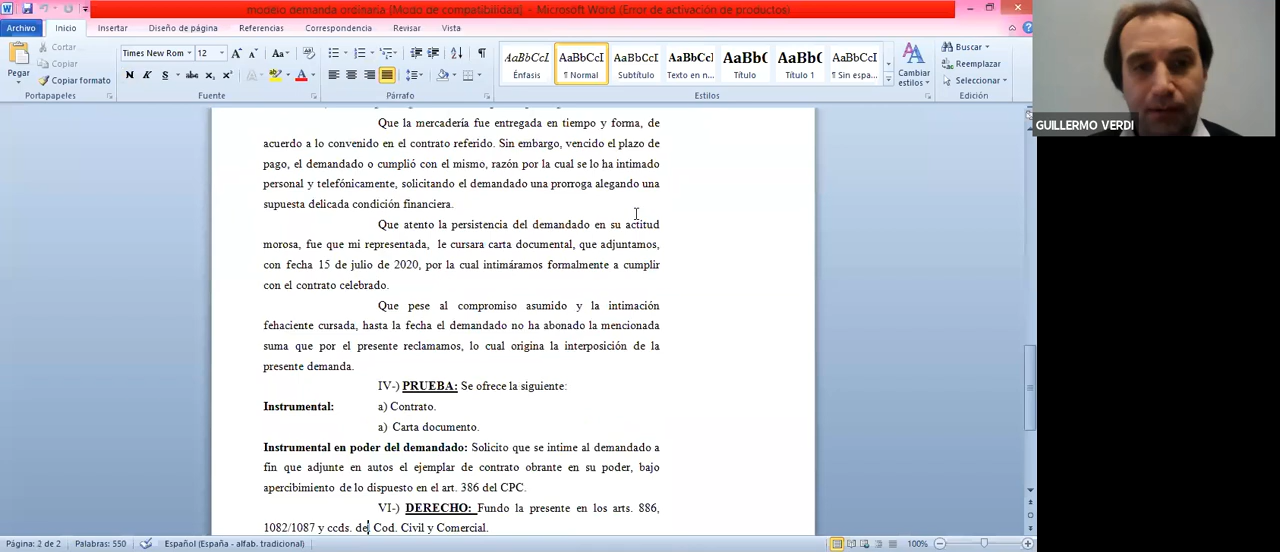 modelo demanda ordinaria [Modo de compatibilidad] - Microsoft Word (Error de activación de productos)
Archivo Inicio Insertar Diseño de página Referencias Correspondencia Revisar Vista
Pegar
Cortar
Copiar
Copiar formato
Portapapeles
Times New Rom 12
N K S abc x₂ x² A
Fuente
Párrafo
AaBbCcI AaBbCcI AaBbCcI AaBbCcI AaBb( AaBb( AaBbCcI
Énfasis ¶ Normal Subtítulo Texto en n... Título Título 1 ¶ Sin espa...
Cambiar estilos
Estilos
Buscar
Reemplazar
Seleccionar
Edición
Que la mercadería fue entregada en tiempo y forma, de
acuerdo a lo convenido en el contrato referido. Sin embargo, vencido el plazo de
pago, el demandado o cumplió con el mismo, razón por la cual se lo ha intimado
personal y telefónicamente, solicitando el demandado una prorroga alegando una
supuesta delicada condición financiera.
Que atento la persistencia del demandado en su actitud
morosa, fue que mi representada, le cursara carta documental, que adjuntamos,
con fecha 15 de julio de 2020, por la cual intimáramos formalmente a cumplir
con el contrato celebrado.
Que pese al compromiso asumido y la intimación
fehaciente cursada, hasta la fecha el demandado no ha abonado la mencionada
suma que por el presente reclamamos, lo cual origina la interposición de la
presente demanda.
IV-) PRUEBA: Se ofrece la siguiente:
Instrumental: a) Contrato.
a) Carta documento.
Instrumental en poder del demandado: Solicito que se intime al demandado a
fin que adjunte en autos el ejemplar de contrato obrante en su poder, bajo
apercibimiento de lo dispuesto en el art. 386 del CPC.
VI-) DERECHO: Fundo la presente en los arts. 886,
1082/1087 y ccds. de Cod. Civil y Comercial.
Página: 2 de 2 Palabras: 550 Español (España - alfab. tradicional) 100%
GUILLERMO VERDI